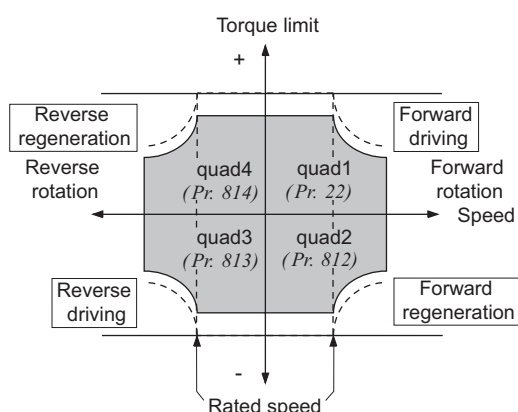 Torque limit
+
Reverse
regeneration
Forward
driving
Reverse
rotation
quad4
(Pr. 814)
quad1
(Pr. 22)
Forward
rotation
Speed
quad3
(Pr. 813)
quad2
(Pr. 812)
Reverse
driving
Forward
regeneration
-
Rated speed